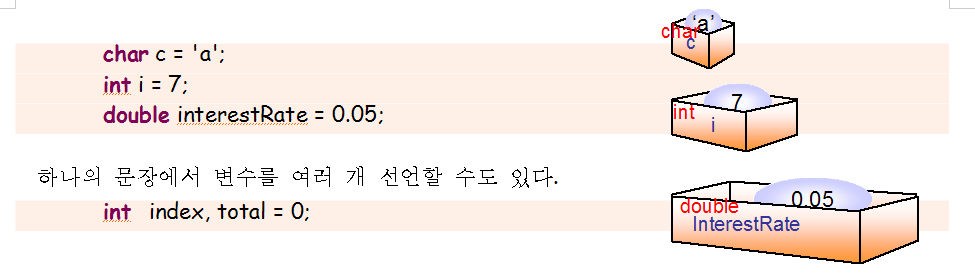 char c = 'a';
int i = 7;
double interestRate = 0.05;
하나의 문장에서 변수를 여러 개 선언할 수도 있다.
int index, total = 0;
'a'
char
c
7
int
i
0.05
double
InterestRate